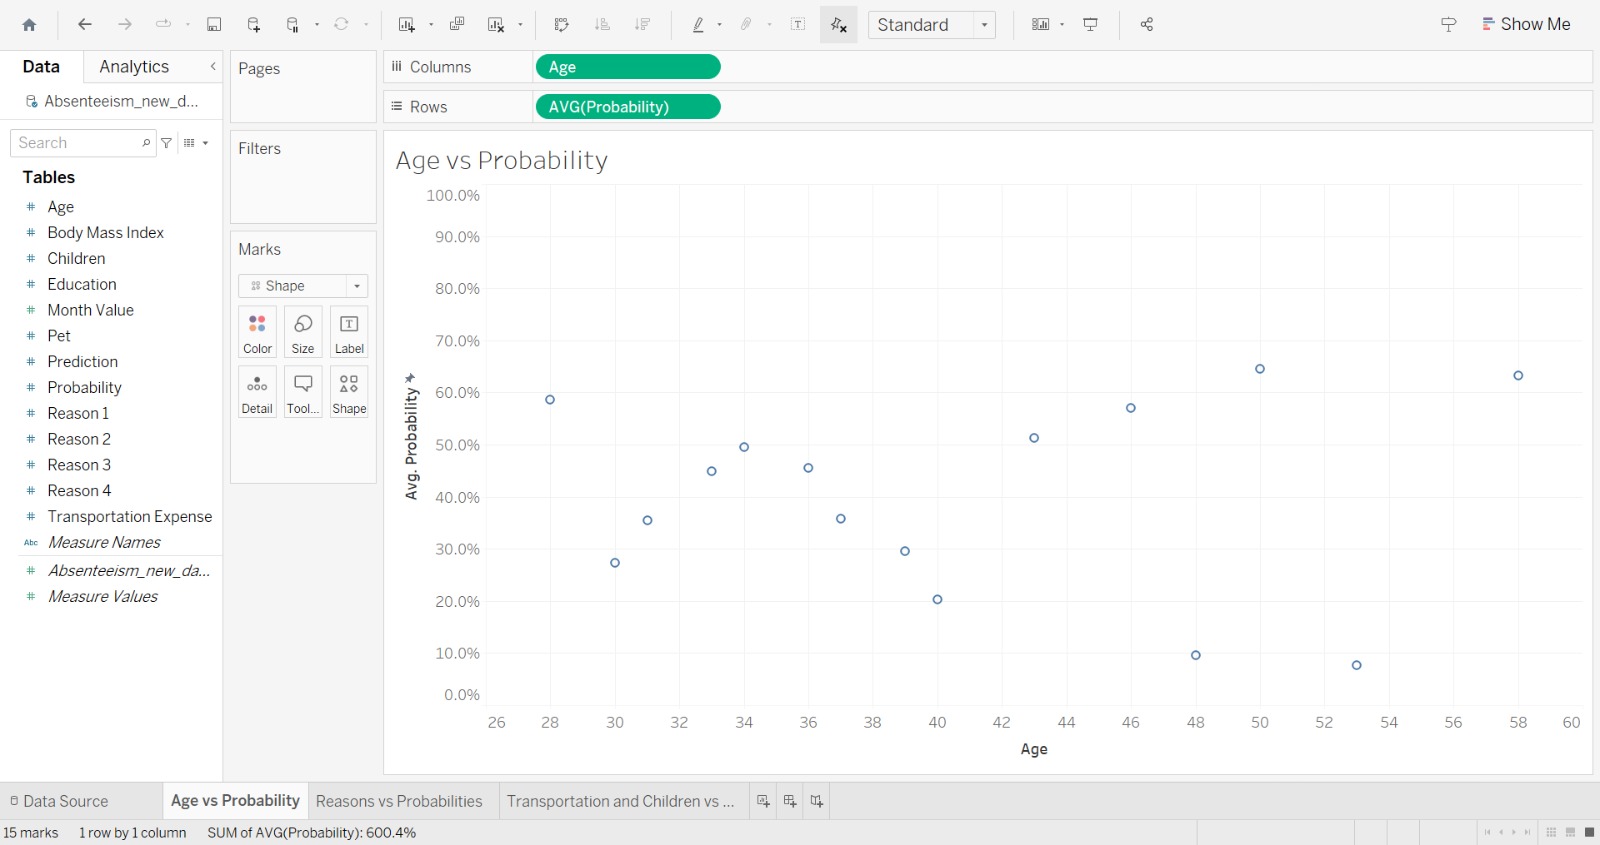 Standard
Show Me
Data
Analytics
Absenteeism_new_d...
Search
Tables
Age
Body Mass Index
Children
Education
Month Value
Pet
Prediction
Probability
Reason 1
Reason 2
Reason 3
Reason 4
Transportation Expense
Abc Measure Names
Absenteeism_new_da...
Measure Values
Pages
Filters
Marks
Shape
Color Size Label
Detail Tool... Shape
Columns Age
Rows AVG(Probability)
Age vs Probability
100.0%
90.0%
80.0%
70.0%
60.0%
50.0%
40.0%
30.0%
20.0%
10.0%
0.0%
Avg. Probability
26 28 30 32 34 36 38 40 42 44 46 48 50 52 54 56 58 60
Age
Data Source Age vs Probability Reasons vs Probabilities Transportation and Children vs ...
15 marks 1 row by 1 column SUM of AVG(Probability): 600.4%